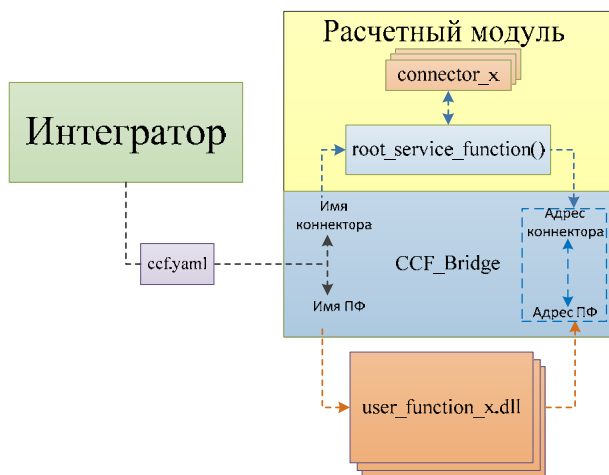 Расчетный модуль
connector_x
Интегратор
root_service_function()
Имя
коннектора
Адрес
коннектора
ccf.yaml
CCF_Bridge
Имя ПФ
Адрес ПФ
user_function_x.dll